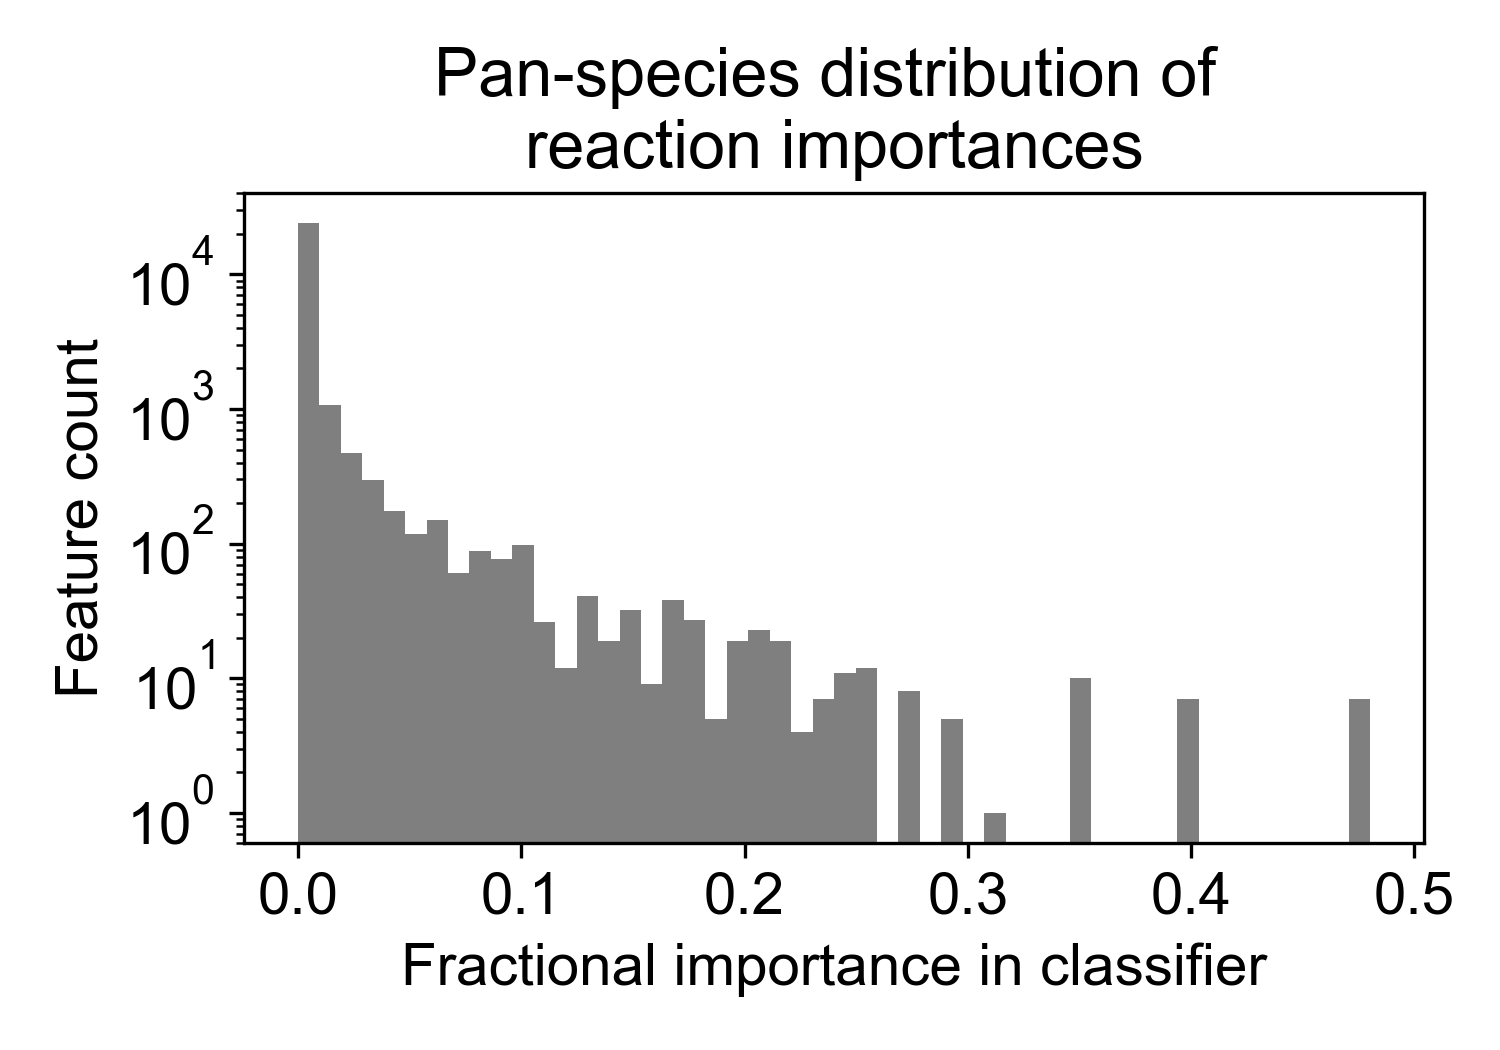 Pan-species distribution of
reaction importances
Feature count
10^4
10^3
10^2
10^1
10^0
0.0 0.1 0.2 0.3 0.4 0.5
Fractional importance in classifier